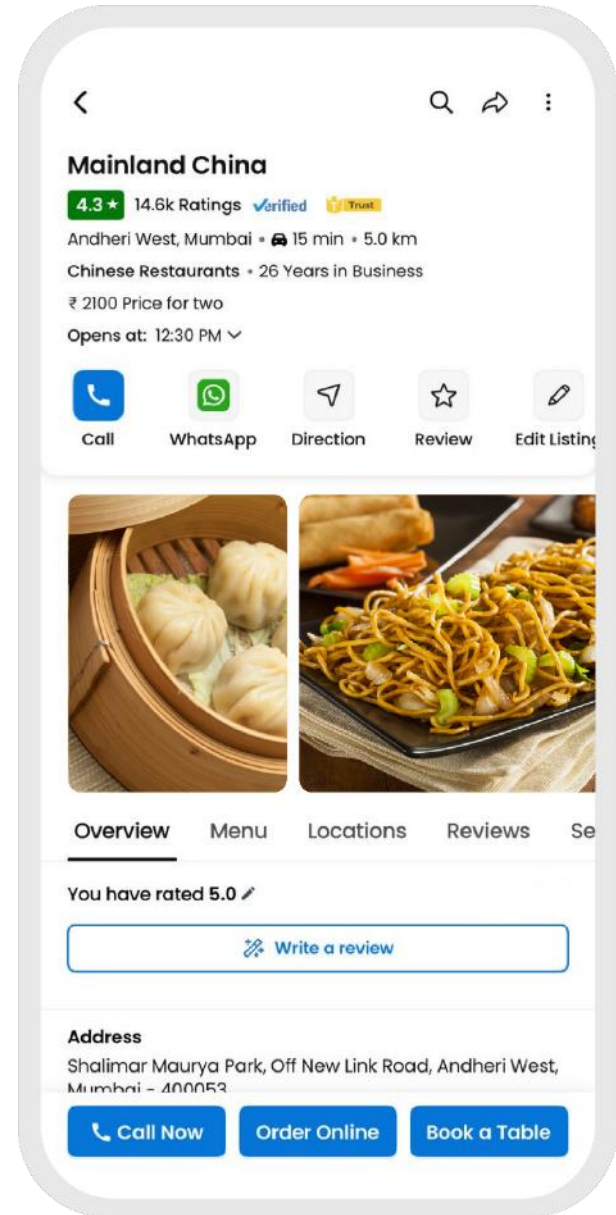 Mainland China
4.3★ 14.6k Ratings Verified Trust
Andheri West, Mumbai • 15 min • 5.0 km
Chinese Restaurants • 26 Years in Business
₹ 2100 Price for two
Opens at: 12:30 PM
Call WhatsApp Direction Review Edit Listing
Overview Menu Locations Reviews Se
You have rated 5.0
Write a review
Address
Shalimar Maurya Park, Off New Link Road, Andheri West,
Mumbai - 400053
Call Now Order Online Book a Table